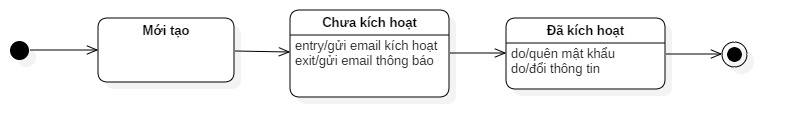 Mới tạo
Chưa kích hoạt
entry/gửi email kích hoạt
exit/gửi email thông báo
Đã kích hoạt
do/quên mật khẩu
do/đổi thông tin